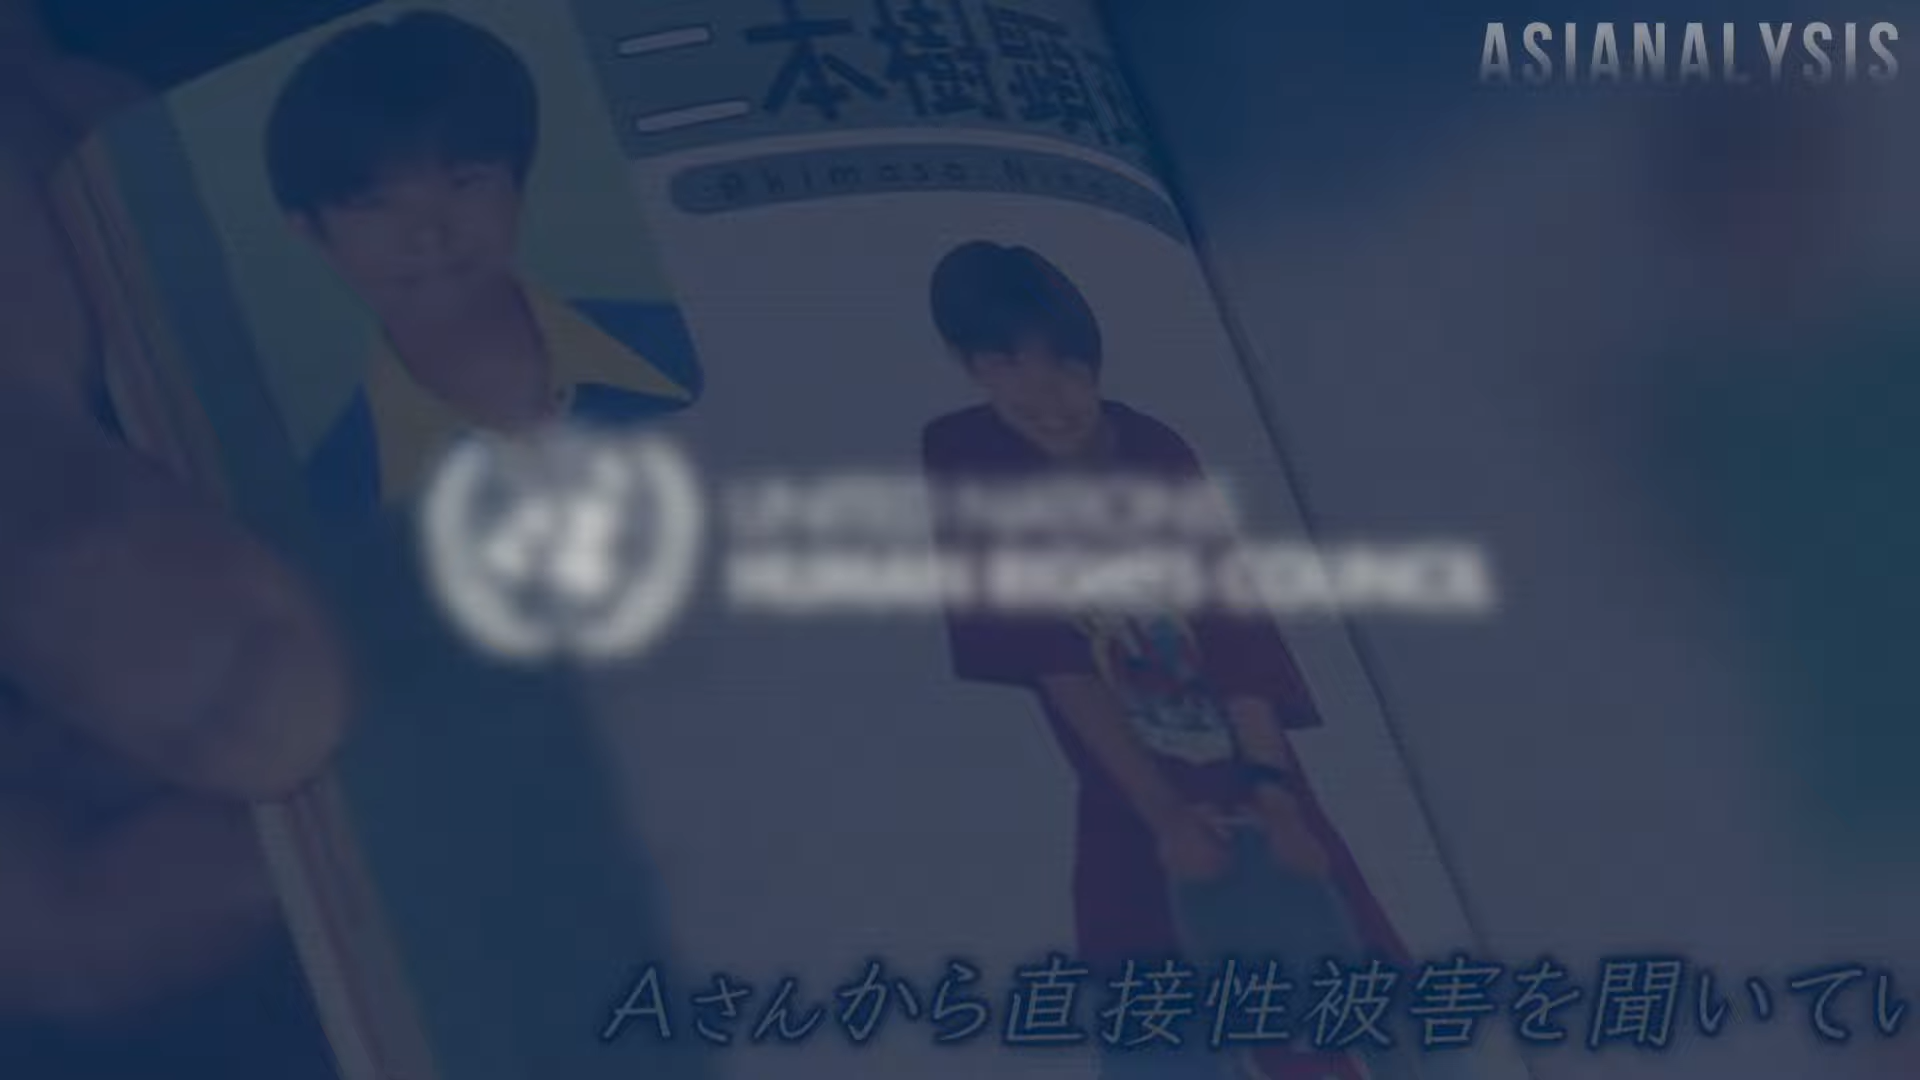 ASIANALYSIS
二本樹顕
UNITED NATIONS
HUMAN RIGHTS COUNCIL
Aさんから直接性被害を聞いてい